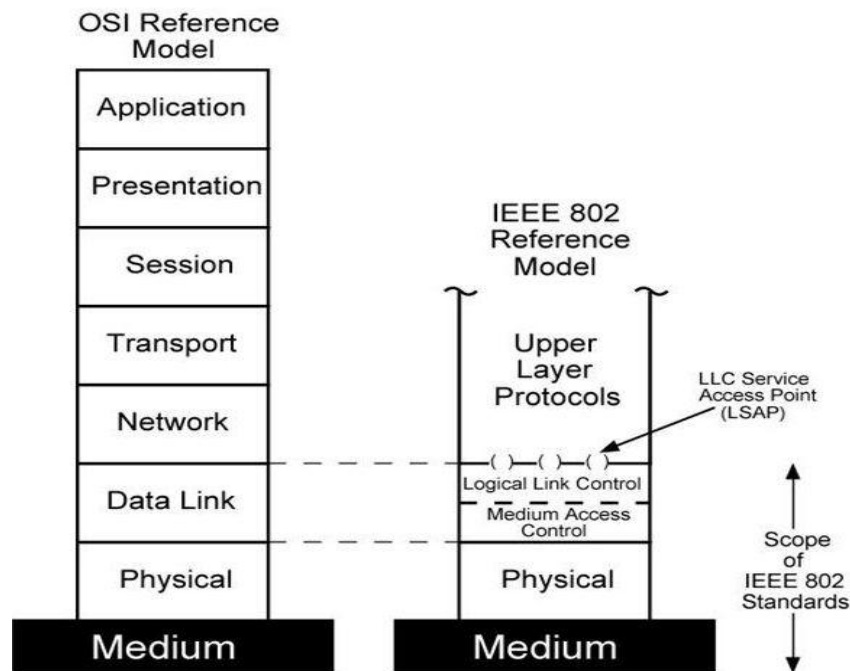 OSI Reference
Model
Application
Presentation
Session
Transport
Network
Data Link
Physical
Medium
IEEE 802
Reference
Model
Upper
Layer
Protocols
LLC Service
Access Point
(LSAP)
( ) ( ) ( )
Logical Link Control
Medium Access
Control
Physical
Medium
Scope
of
IEEE 802
Standards